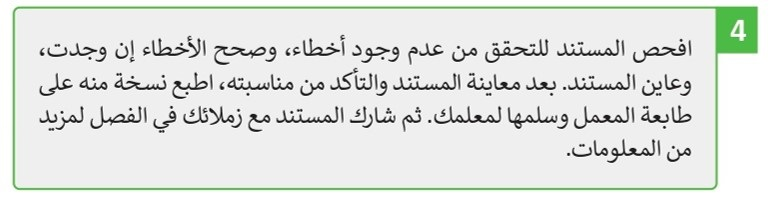 4
افحص المستند للتحقق من عدم وجود أخطاء، وصحح الأخطاء إن وجدت،
وعاين المستند. بعد معاينة المستند والتأكد من مناسبته، اطبع نسخة منه على
طابعة المعمل وسلمها لمعلمك. ثم شارك المستند مع زملائك في الفصل لمزيد
من المعلومات.